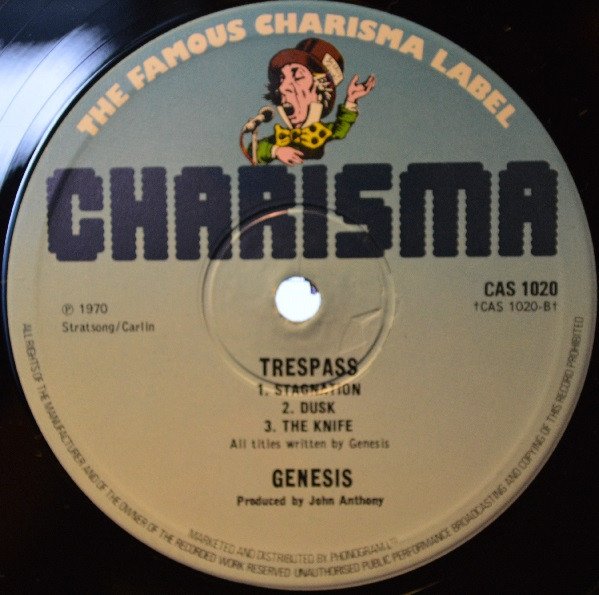 THE FAMOUS CHARISMA LABEL
CHARISMA
℗ 1970
Stratsong/Carlin
CAS 1020
†CAS 1020-B†
TRESPASS
1. STAGNATION
2. DUSK
3. THE KNIFE
All titles written by Genesis
GENESIS
Produced by John Anthony
ALL RIGHTS OF THE MANUFACTURER AND OF THE OWNER OF THE RECORDED WORK RESERVED UNAUTHORISED PUBLIC PERFORMANCE BROADCASTING AND COPYING OF THIS RECORD PROHIBITED
MARKETED AND DISTRIBUTED BY PHONOGRAM LTD